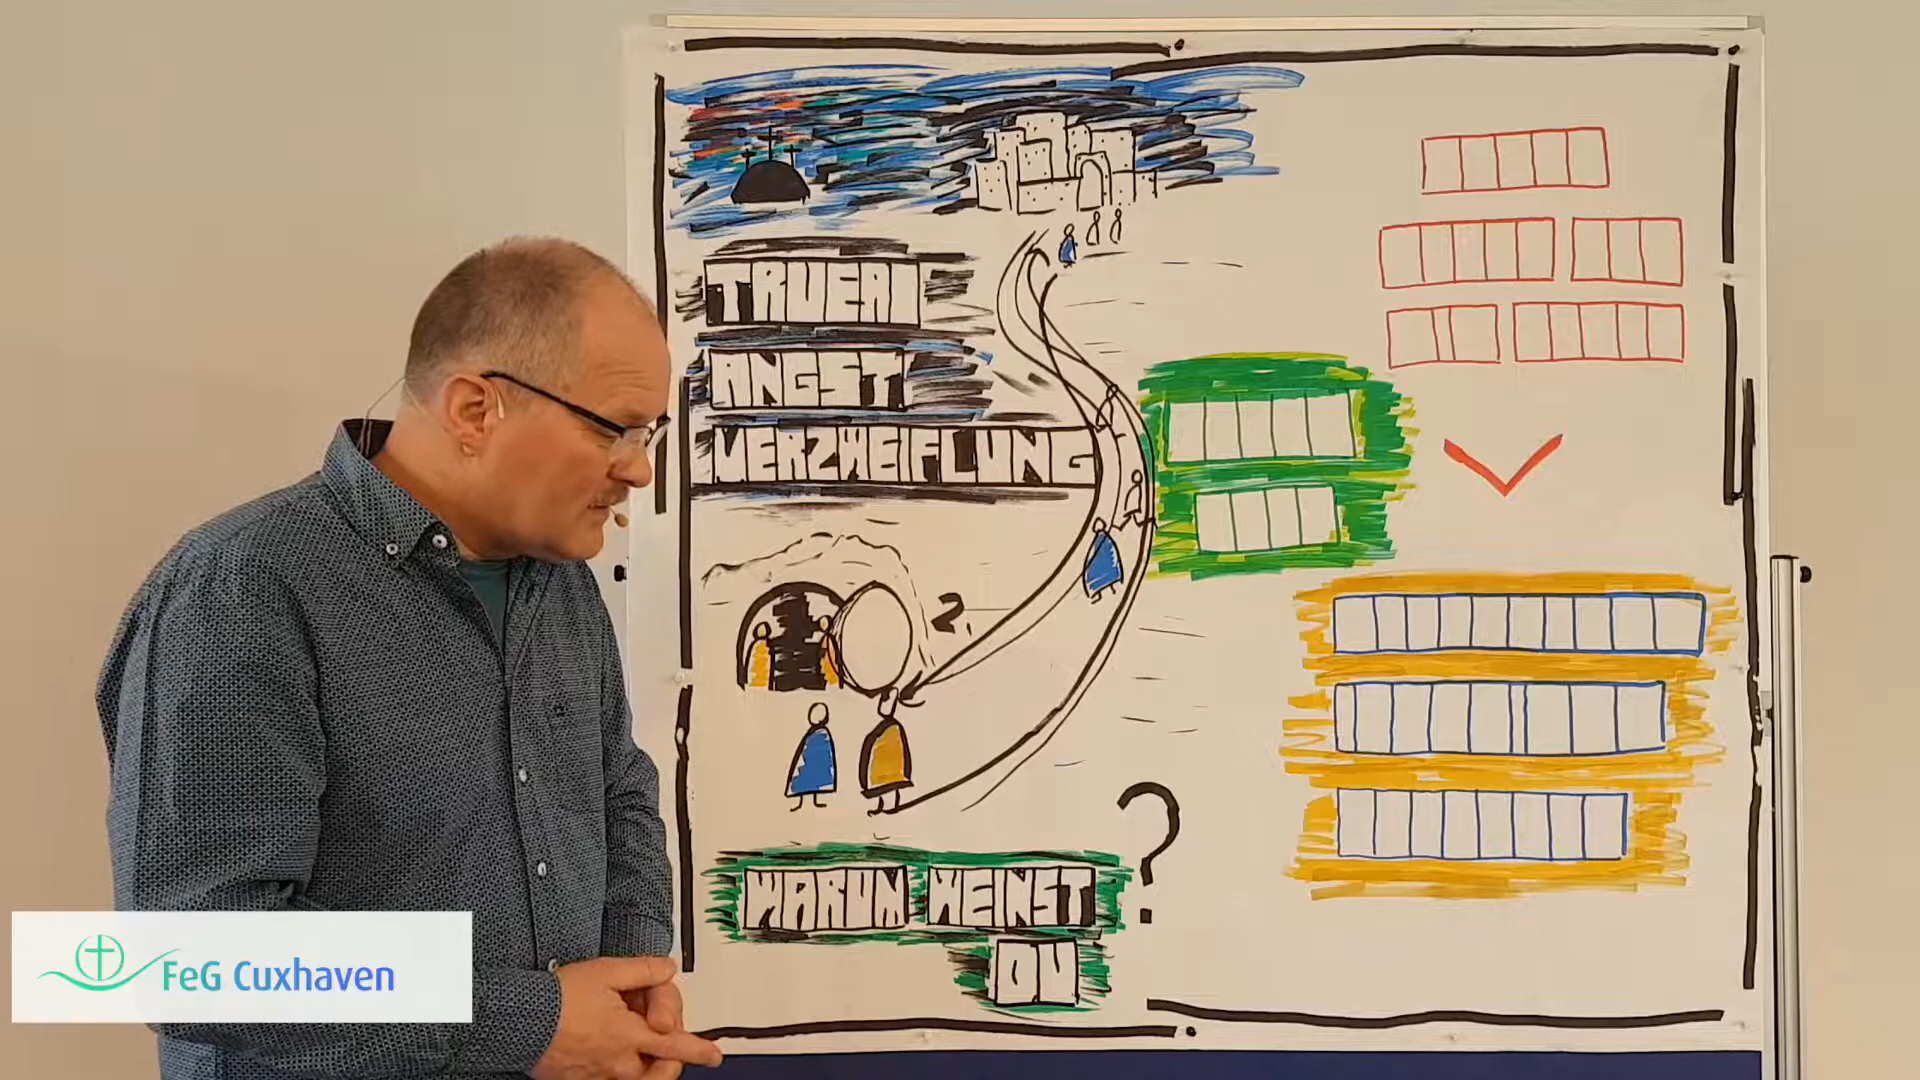 TRUER
ANGST
VERZWEIFLUNG
2.
WARUM WEINST
DU
?
FeG Cuxhaven